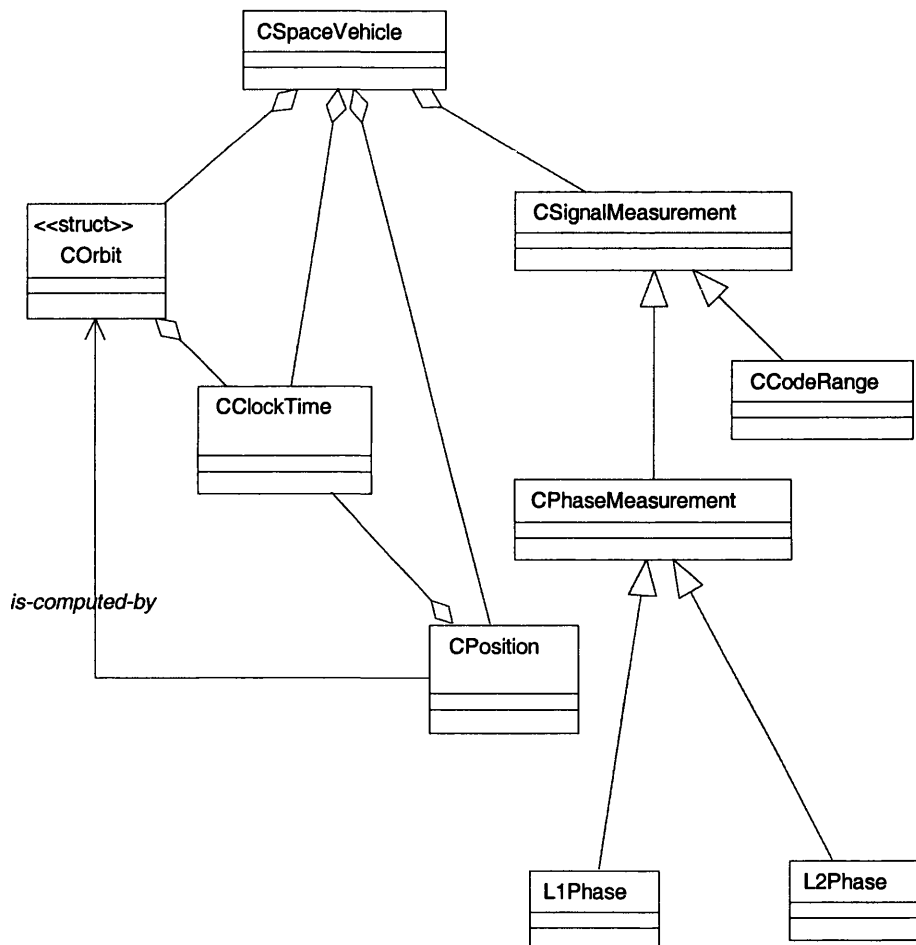 CSpaceVehicle
<<struct>>
COrbit
CSignalMeasurement
CClockTime
CCodeRange
CPhaseMeasurement
is-computed-by
CPosition
L1Phase
L2Phase